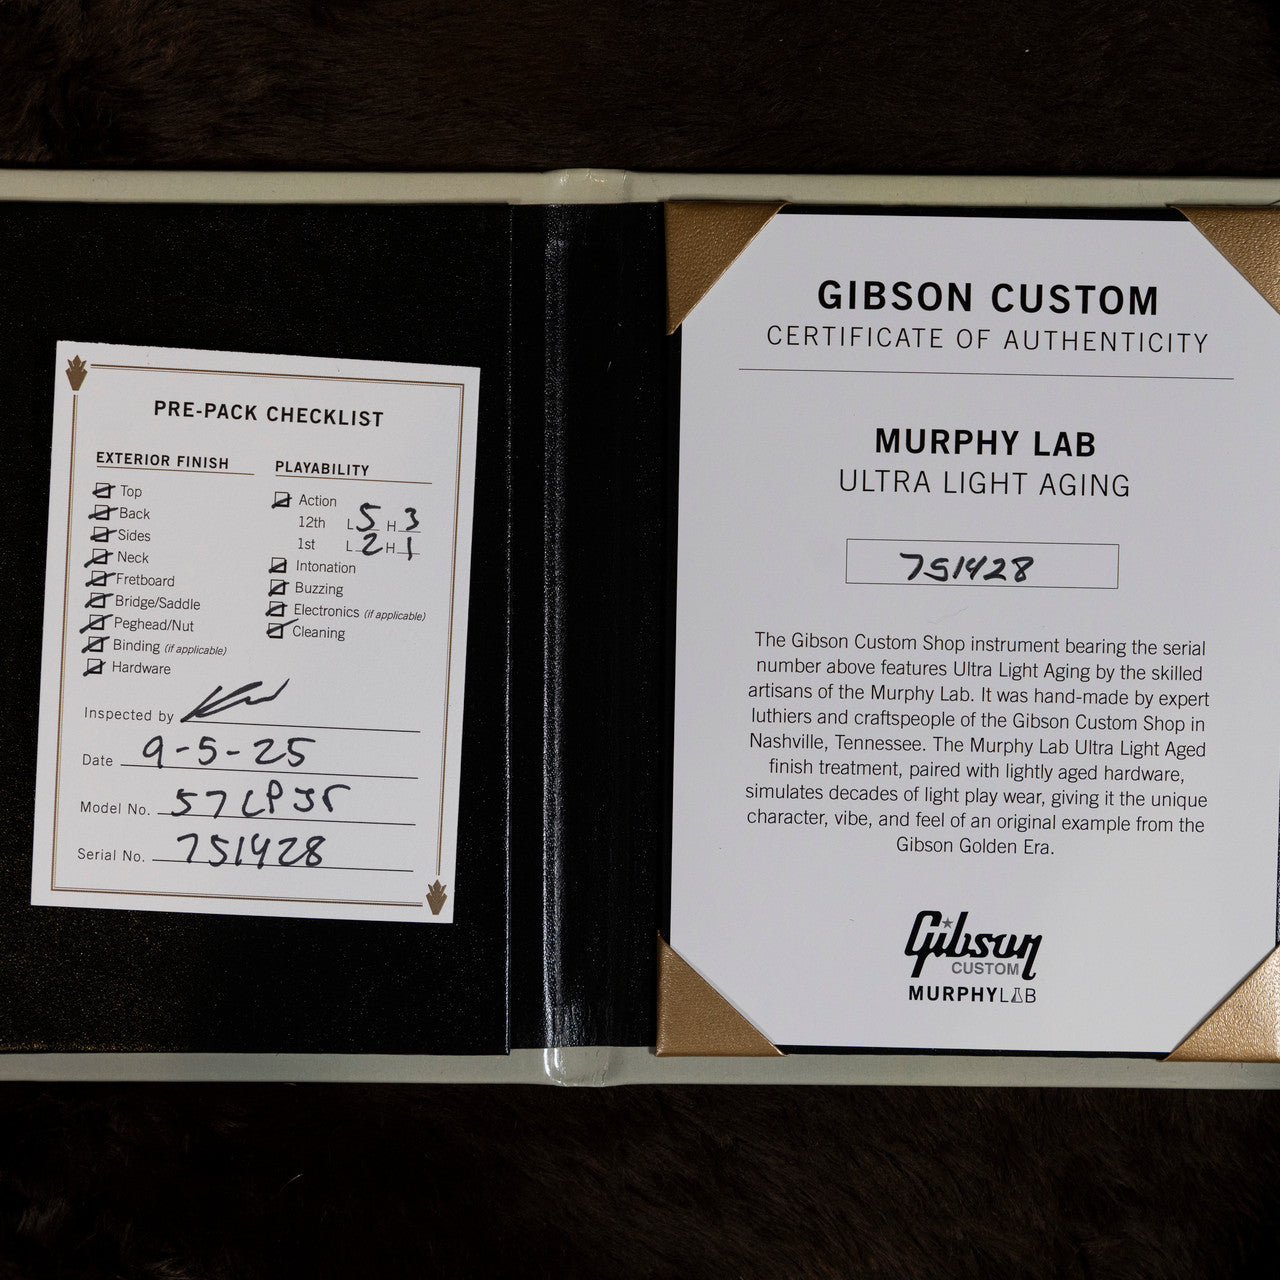 PRE-PACK CHECKLIST
EXTERIOR FINISH
Top
Back
Sides
Neck
Fretboard
Bridge/Saddle
Peghead/Nut
Binding (if applicable)
Hardware
PLAYABILITY
Action
12th L 5 H 3
1st L 2 H 1
Intonation
Buzzing
Electronics (if applicable)
Cleaning
Inspected by
Date 9-5-25
Model No. 57 LP JR
Serial No. 751428
GIBSON CUSTOM
CERTIFICATE OF AUTHENTICITY
MURPHY LAB
ULTRA LIGHT AGING
751428
The Gibson Custom Shop instrument bearing the serial
number above features Ultra Light Aging by the skilled
artisans of the Murphy Lab. It was hand-made by expert
luthiers and craftspeople of the Gibson Custom Shop in
Nashville, Tennessee. The Murphy Lab Ultra Light Aged
finish treatment, paired with lightly aged hardware,
simulates decades of light play wear, giving it the unique
character, vibe, and feel of an original example from the
Gibson Golden Era.
Gibson
CUSTOM
MURPHYLAB